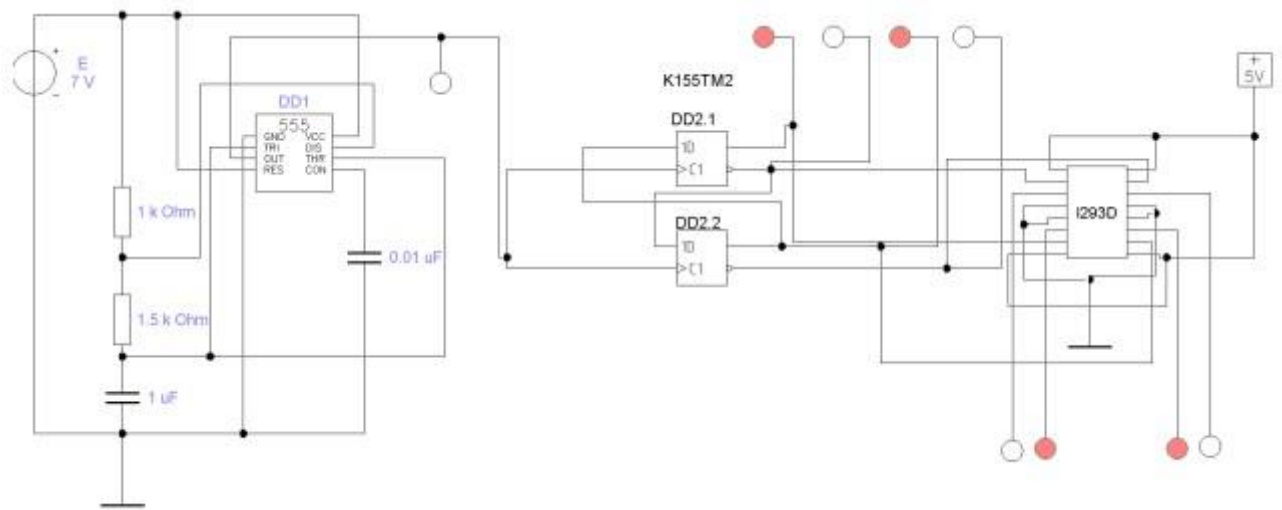 E
7 V
+
-
DD1
555
GND VCC
TRI DIS
OUT THR
RES CON
1 k Ohm
0.01 uF
1.5 k Ohm
1 uF
K155TM2
DD2.1
1D
>C1
DD2.2
1D
>C1
I293D
+
5V